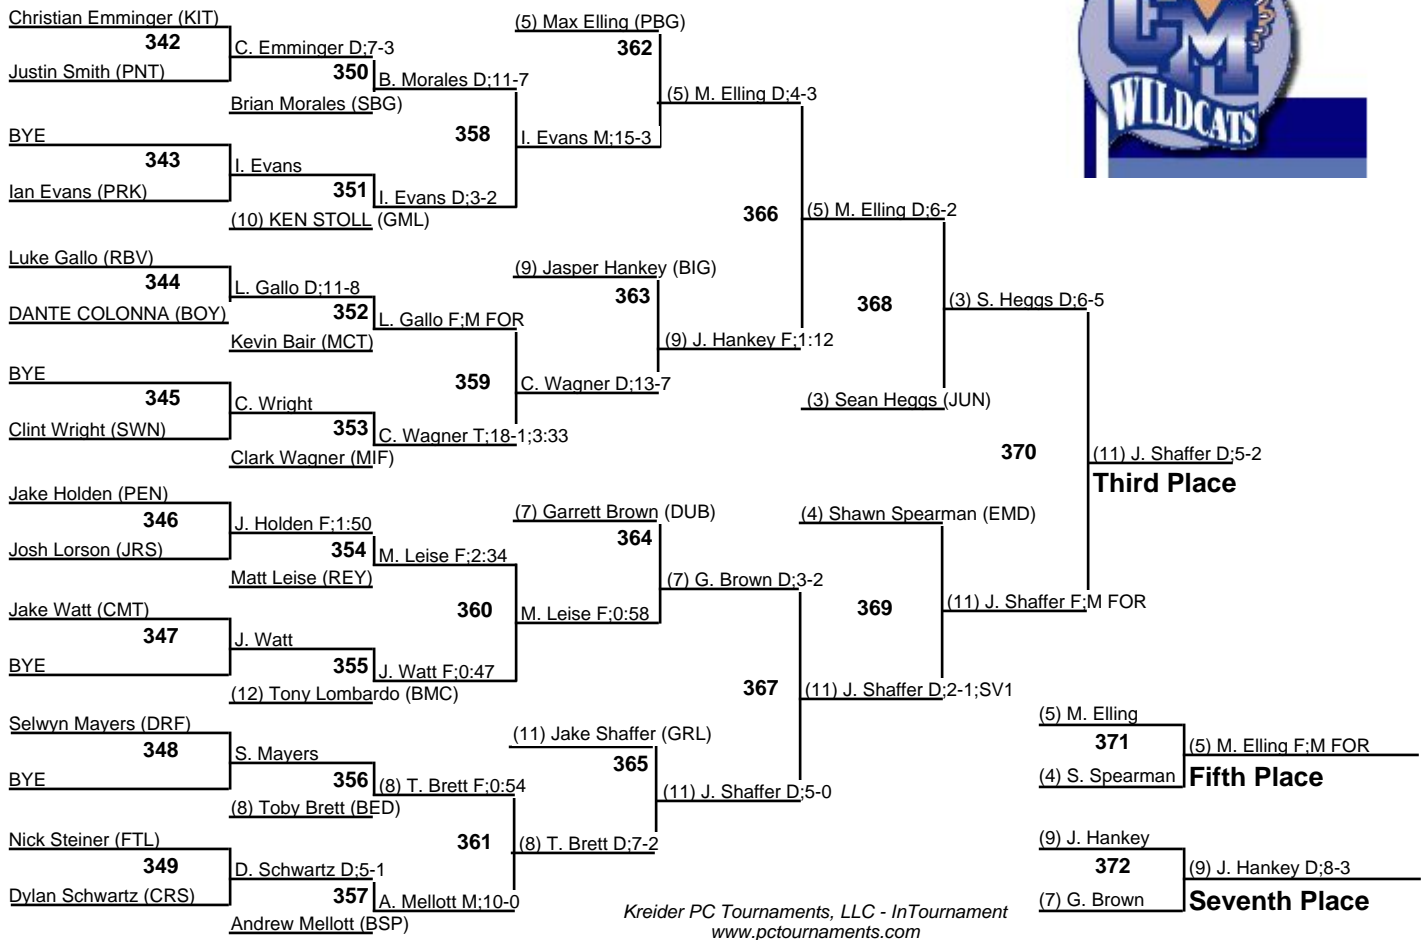 Christian Emminger (KIT)
342
Justin Smith (PNT)
BYE
343
Ian Evans (PRK)
Luke Gallo (RBV)
344
DANTE COLONNA (BOY)
BYE
345
Clint Wright (SWN)
Jake Holden (PEN)
346
Josh Lorson (JRS)
Jake Watt (CMT)
347
BYE
Selwyn Mayers (DRF)
348
BYE
Nick Steiner (FTL)
349
Dylan Schwartz (CRS)
C. Emminger D;7-3
350
Brian Morales (SBG)
I. Evans
351
(10) KEN STOLL (GML)
L. Gallo D;11-8
352
Kevin Bair (MCT)
C. Wright
353
Clark Wagner (MIF)
J. Holden F;1:50
354
Matt Leise (REY)
J. Watt
355
(12) Tony Lombardo (BMC)
S. Mayers
356
(8) Toby Brett (BED)
D. Schwartz D;5-1
357
Andrew Mellott (BSP)
B. Morales D;11-7
358
I. Evans D;3-2
L. Gallo F;M FOR
359
C. Wagner T;18-1;3:33
M. Leise F;2:34
360
J. Watt F;0:47
(8) T. Brett F;0:54
361
A. Mellott M;10-0
(5) Max Elling (PBG)
362
I. Evans M;15-3
(9) Jasper Hankey (BIG)
363
C. Wagner D;13-7
(7) Garrett Brown (DUB)
364
M. Leise F;0:58
(11) Jake Shaffer (GRL)
365
(8) T. Brett D;7-2
(5) M. Elling D;4-3
366
(9) J. Hankey F;1:12
(7) G. Brown D;3-2
367
(11) J. Shaffer D;5-0
(5) M. Elling D;6-2
368
(3) Sean Heggs (JUN)
(4) Shawn Spearman (EMD)
369
(11) J. Shaffer D;2-1;SV1
(3) S. Heggs D;6-5
370
(11) J. Shaffer F;M FOR
(11) J. Shaffer D;5-2
Third Place
(5) M. Elling
371
(4) S. Spearman
(5) M. Elling F;M FOR
Fifth Place
(9) J. Hankey
372
(7) G. Brown
(9) J. Hankey D;8-3
Seventh Place
CM
WILDCATS
Kreider PC Tournaments, LLC - InTournament
www.pctournaments.com